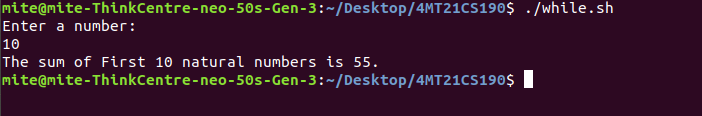 mite@mite-ThinkCentre-neo-50s-Gen-3:~/Desktop/4MT21CS190$ ./while.sh
Enter a number:
10
The sum of First 10 natural numbers is 55.
mite@mite-ThinkCentre-neo-50s-Gen-3:~/Desktop/4MT21CS190$